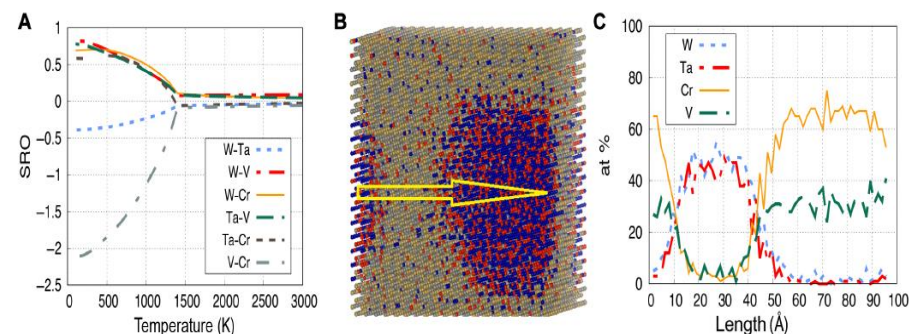 A
1
0.5
0
−0.5
−1
−1.5
−2
−2.5
SRO
W-Ta
W-V
W-Cr
Ta-V
Ta-Cr
V-Cr
0 500 1000 1500 2000 2500 3000
Temperature (K)
B
C
W
Ta
Cr
V
100
80
60
40
20
0
at %
0 10 20 30 40 50 60 70 80 90 100
Length (Å)